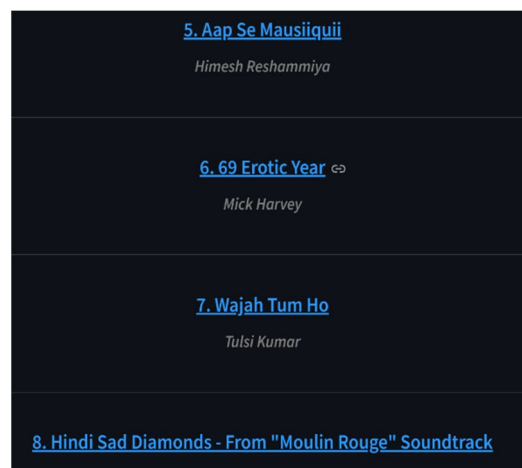 5. Aap Se Mausiiquii
Himesh Reshammiya
6. 69 Erotic Year
Mick Harvey
7. Wajah Tum Ho
Tulsi Kumar
8. Hindi Sad Diamonds - From "Moulin Rouge" Soundtrack